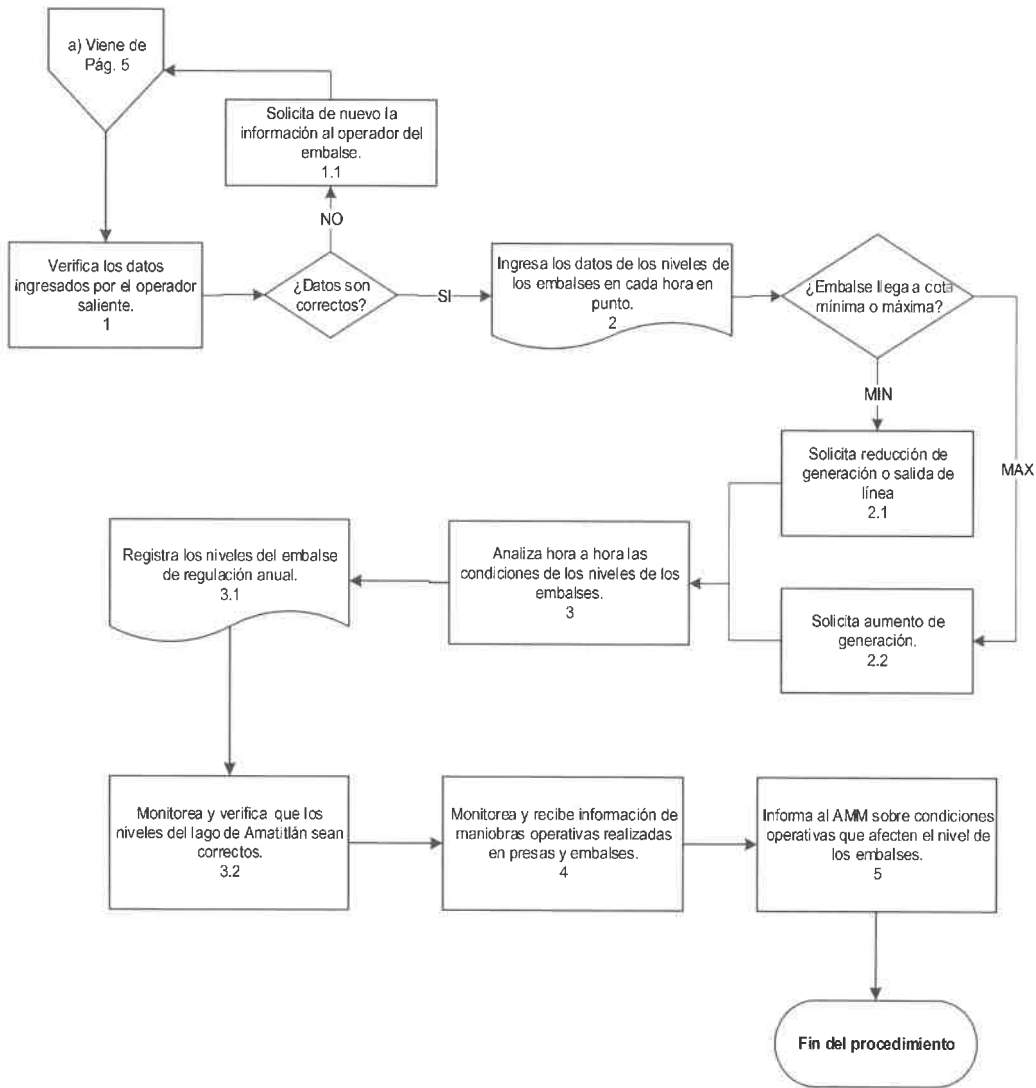 a) Viene de
Pág. 5
Solicita de nuevo la
información al operador del
embalse.
1.1
NO
Verifica los datos
ingresados por el operador
saliente.
1
¿Datos son
correctos?
SI
Ingresa los datos de los niveles de
los embalses en cada hora en
punto.
2
¿Embalse llega a cota
mínima o máxima?
MIN
MAX
Solicita reducción de
generación o salida de
línea
2.1
Solicita aumento de
generación.
2.2
Analiza hora a hora las
condiciones de los niveles de los
embalses.
3
Registra los niveles del embalse
de regulación anual.
3.1
Monitorea y verifica que los
niveles del lago de Amatitlán sean
correctos.
3.2
Monitorea y recibe información de
maniobras operativas realizadas
en presas y embalses.
4
Informa al AMM sobre condiciones
operativas que afecten el nivel de
los embalses.
5
Fin del procedimiento